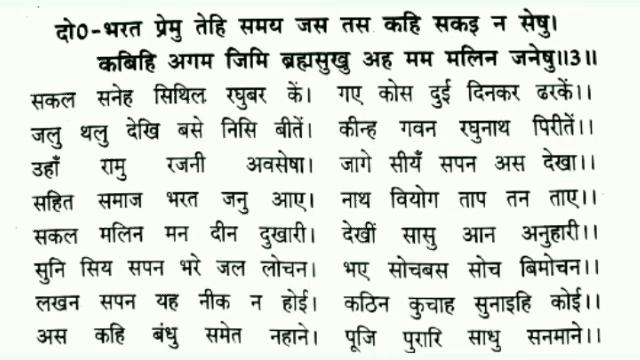 दो0-भरत प्रेमु तेहि समय जस तस कहि सकइ न सेषु।
कबिहि अगम जिमि ब्रह्मसुखु अह मम मलिन जनेषु॥3॥
सकल सनेह सिथिल रघुबर कें। गए कोस दुई दिनकर ढरकें।।
जलु थलु देखि बसे निसि बीतें। कीन्ह गवन रघुनाथ पिरीतें।।
उहाँ रामु रजनी अवसेषा। जागे सीयँ सपन अस देखा।।
सहित समाज भरत जनु आए। नाथ वियोग ताप तन ताए।।
सकल मलिन मन दीन दुखारी। देखीं सासु आन अनुहारी।।
सुनि सिय सपन भरे जल लोचन। भए सोचबस सोच बिमोचन।।
लखन सपन यह नीक न होई। कठिन कुचाह सुनाइहि कोई।।
अस कहि बंधु समेत नहाने। पूजि पुरारि साधु सनमाने।।